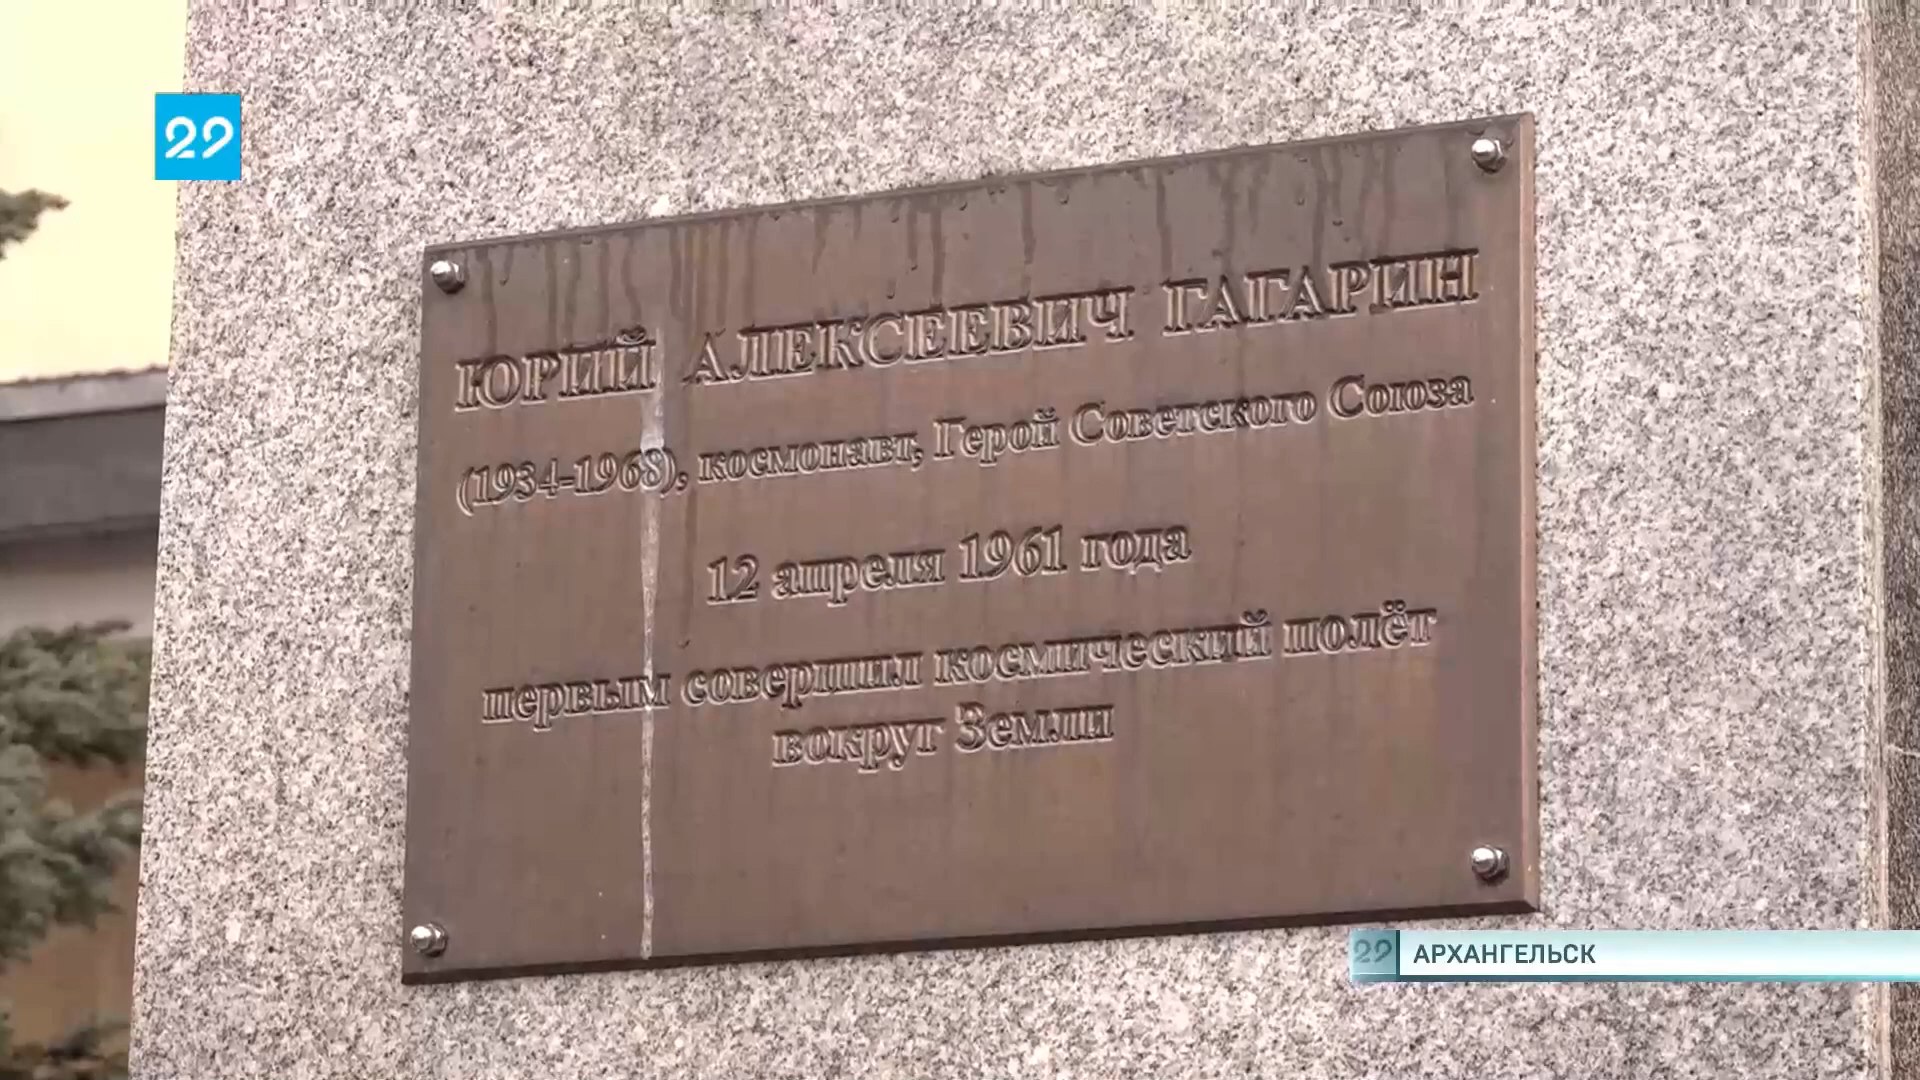 29
ЮРИЙ АЛЕКСЕЕВИЧ ГАГАРИН
(1934-1968), космонавт, Герой Советского Союза
12 апреля 1961 года
первым совершил космический полёт
вокруг Земли
29 АРХАНГЕЛЬСК